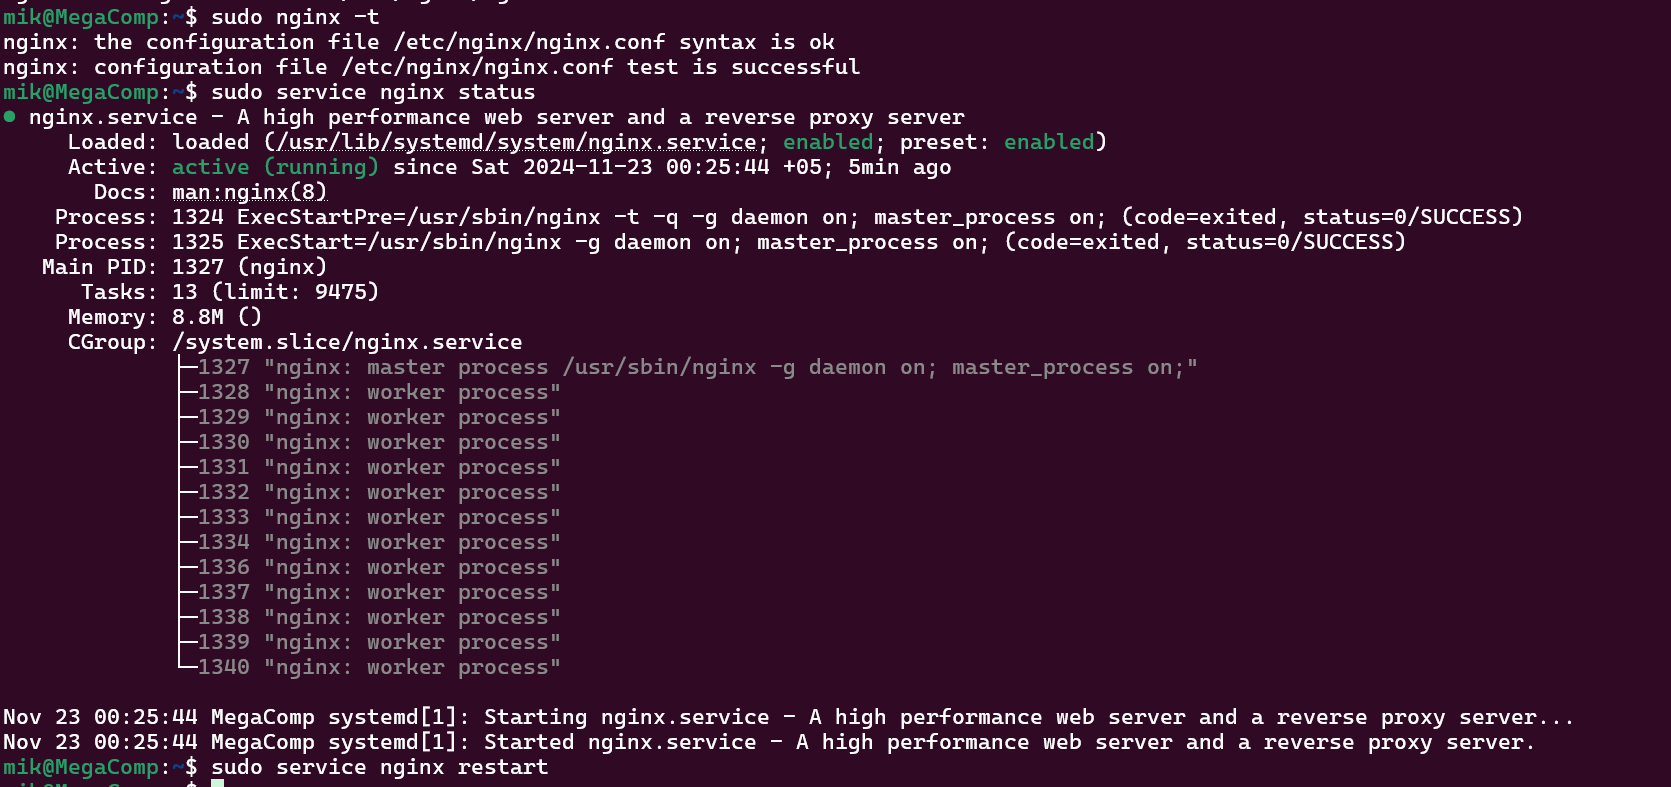 mik@MegaComp:~$ sudo nginx -t
nginx: the configuration file /etc/nginx/nginx.conf syntax is ok
nginx: configuration file /etc/nginx/nginx.conf test is successful
mik@MegaComp:~$ sudo service nginx status
● nginx.service - A high performance web server and a reverse proxy server
     Loaded: loaded (/usr/lib/systemd/system/nginx.service; enabled; preset: enabled)
     Active: active (running) since Sat 2024-11-23 00:25:44 +05; 5min ago
       Docs: man:nginx(8)
    Process: 1324 ExecStartPre=/usr/sbin/nginx -t -q -g daemon on; master_process on; (code=exited, status=0/SUCCESS)
    Process: 1325 ExecStart=/usr/sbin/nginx -g daemon on; master_process on; (code=exited, status=0/SUCCESS)
   Main PID: 1327 (nginx)
      Tasks: 13 (limit: 9475)
     Memory: 8.8M ()
     CGroup: /system.slice/nginx.service
             ├─1327 "nginx: master process /usr/sbin/nginx -g daemon on; master_process on;"
             ├─1328 "nginx: worker process"
             ├─1329 "nginx: worker process"
             ├─1330 "nginx: worker process"
             ├─1331 "nginx: worker process"
             ├─1332 "nginx: worker process"
             ├─1333 "nginx: worker process"
             ├─1334 "nginx: worker process"
             ├─1336 "nginx: worker process"
             ├─1337 "nginx: worker process"
             ├─1338 "nginx: worker process"
             ├─1339 "nginx: worker process"
             └─1340 "nginx: worker process"
Nov 23 00:25:44 MegaComp systemd[1]: Starting nginx.service - A high performance web server and a reverse proxy server...
Nov 23 00:25:44 MegaComp systemd[1]: Started nginx.service - A high performance web server and a reverse proxy server.
mik@MegaComp:~$ sudo service nginx restart
mik@MegaComp:~$